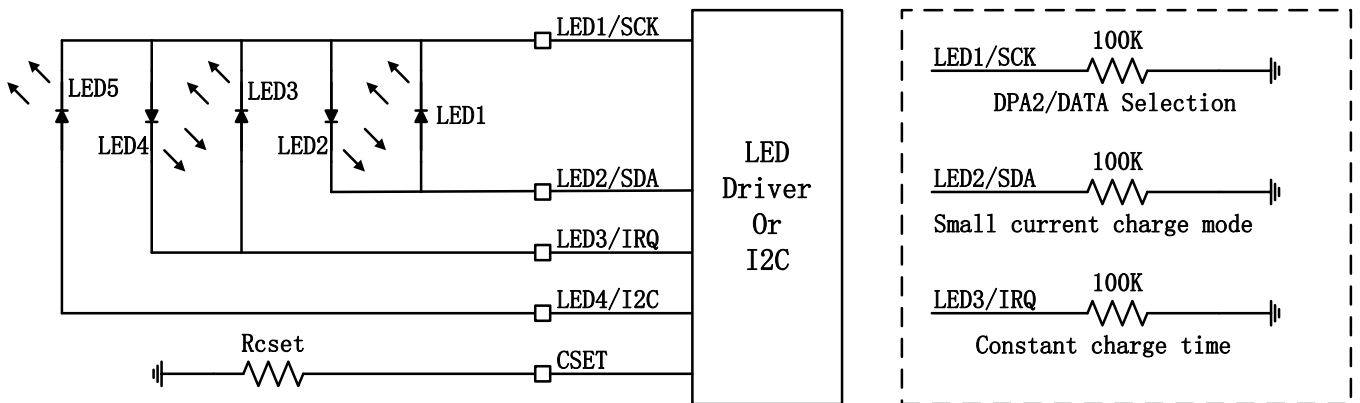 LED1/SCK
LED5
LED3
LED1
LED4
LED2
LED2/SDA
LED3/IRQ
LED4/I2C
Rcset
CSET
LED
Driver
Or
I2C
LED1/SCK
100K
DPA2/DATA Selection
LED2/SDA
100K
Small current charge mode
LED3/IRQ
100K
Constant charge time